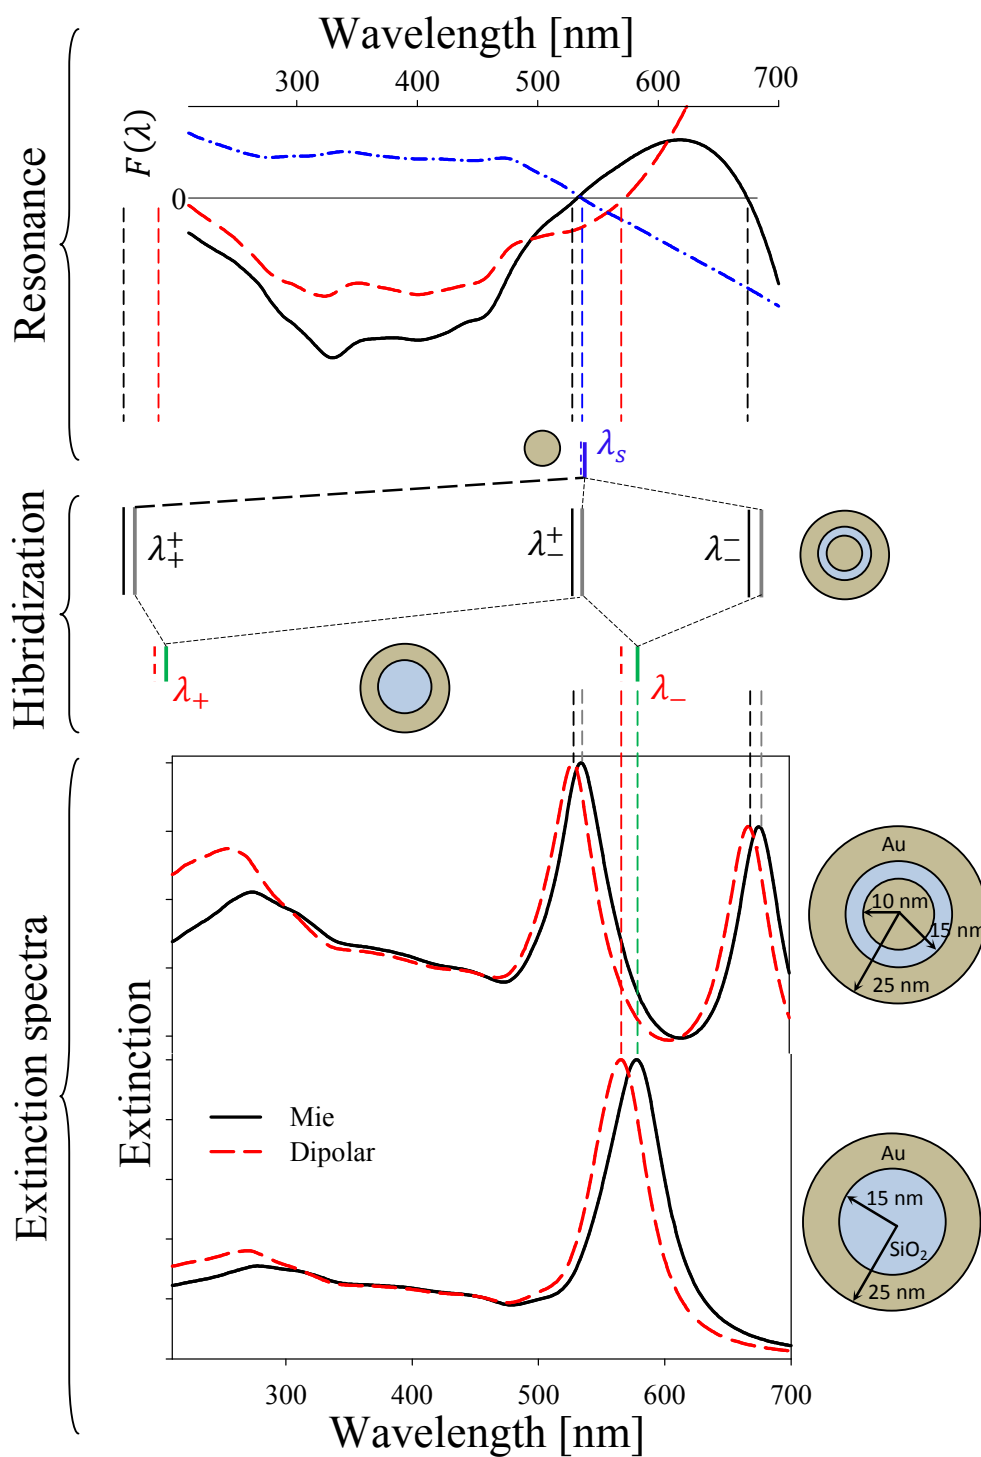 Wavelength [nm]
300 400 500 600 700
Resonance
F(λ)
0
λs
Hibridization
λ₊⁺
λ₋⁺
λ₋⁻
λ₊
λ₋
Extinction spectra
Extinction
Au
10 nm
15 nm
25 nm
Mie
Dipolar
Au
15 nm
SiO₂
25 nm
300 400 500 600 700
Wavelength [nm]